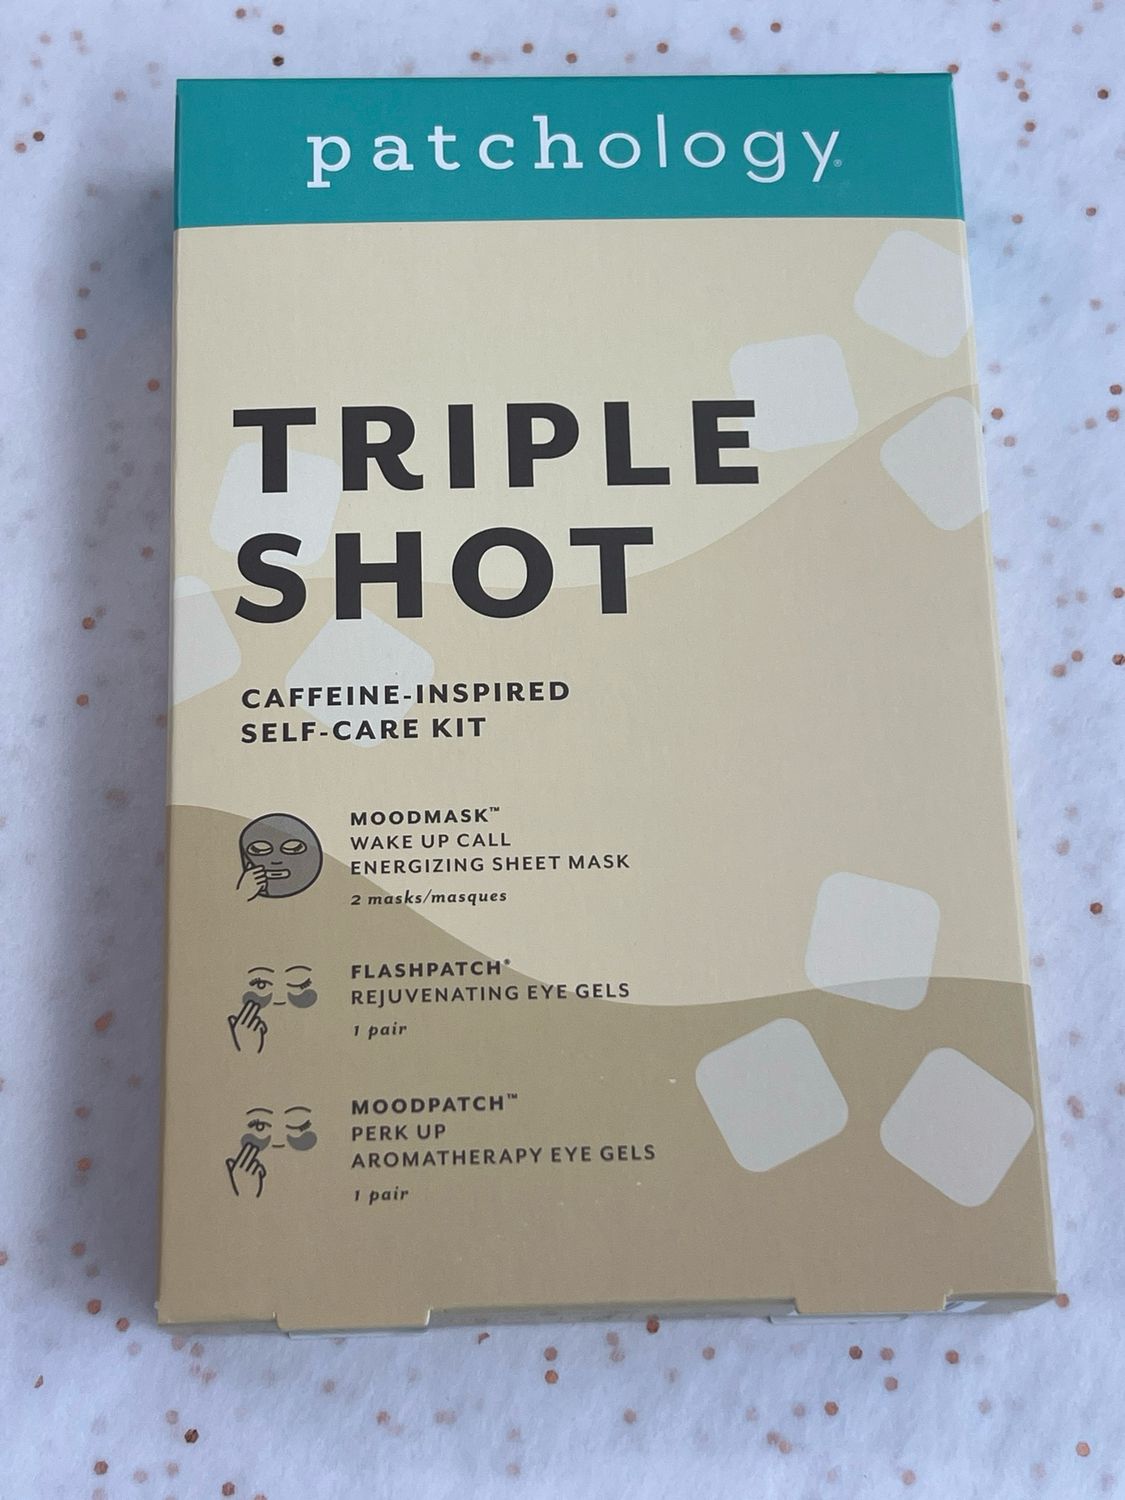 patchology®
TRIPLE
SHOT
CAFFEINE-INSPIRED
SELF-CARE KIT
MOODMASK™
WAKE UP CALL
ENERGIZING SHEET MASK
2 masks/masques
FLASHPATCH®
REJUVENATING EYE GELS
1 pair
MOODPATCH™
PERK UP
AROMATHERAPY EYE GELS
1 pair